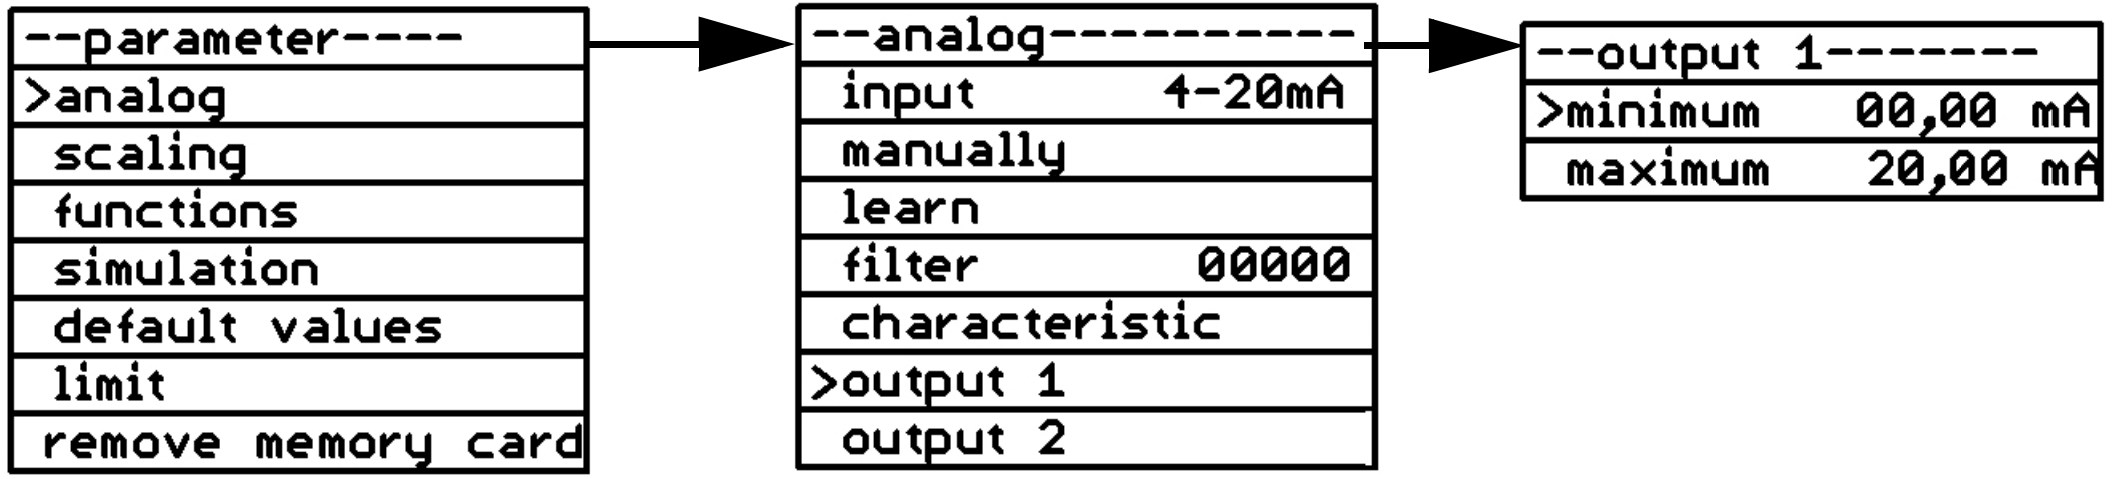 --parameter----
>analog
scaling
functions
simulation
default values
limit
remove memory card
--analog----------
input 4-20mA
manually
learn
filter 00000
characteristic
>output 1
output 2
--output 1-------
>minimum 00,00 mA
maximum 20,00 mA